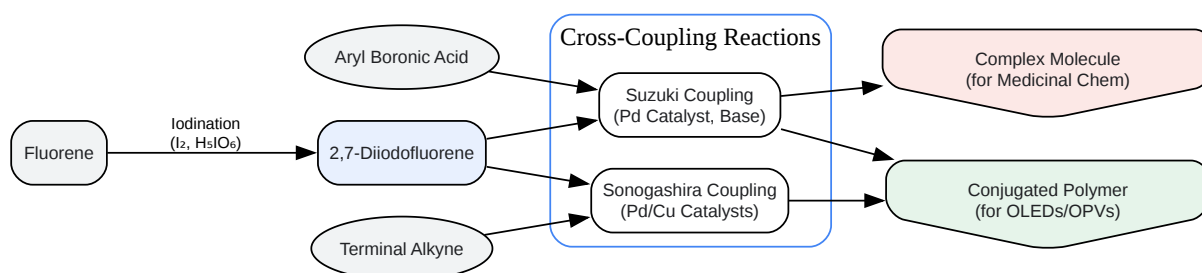 Cross-Coupling Reactions
Aryl Boronic Acid
Complex Molecule
(for Medicinal Chem)
Suzuki Coupling
(Pd Catalyst, Base)
Iodination
(I₂, H₅IO₆)
Fluorene
2,7-Diiodofluorene
Sonogashira Coupling
(Pd/Cu Catalysts)
Conjugated Polymer
(for OLEDs/OPVs)
Terminal Alkyne